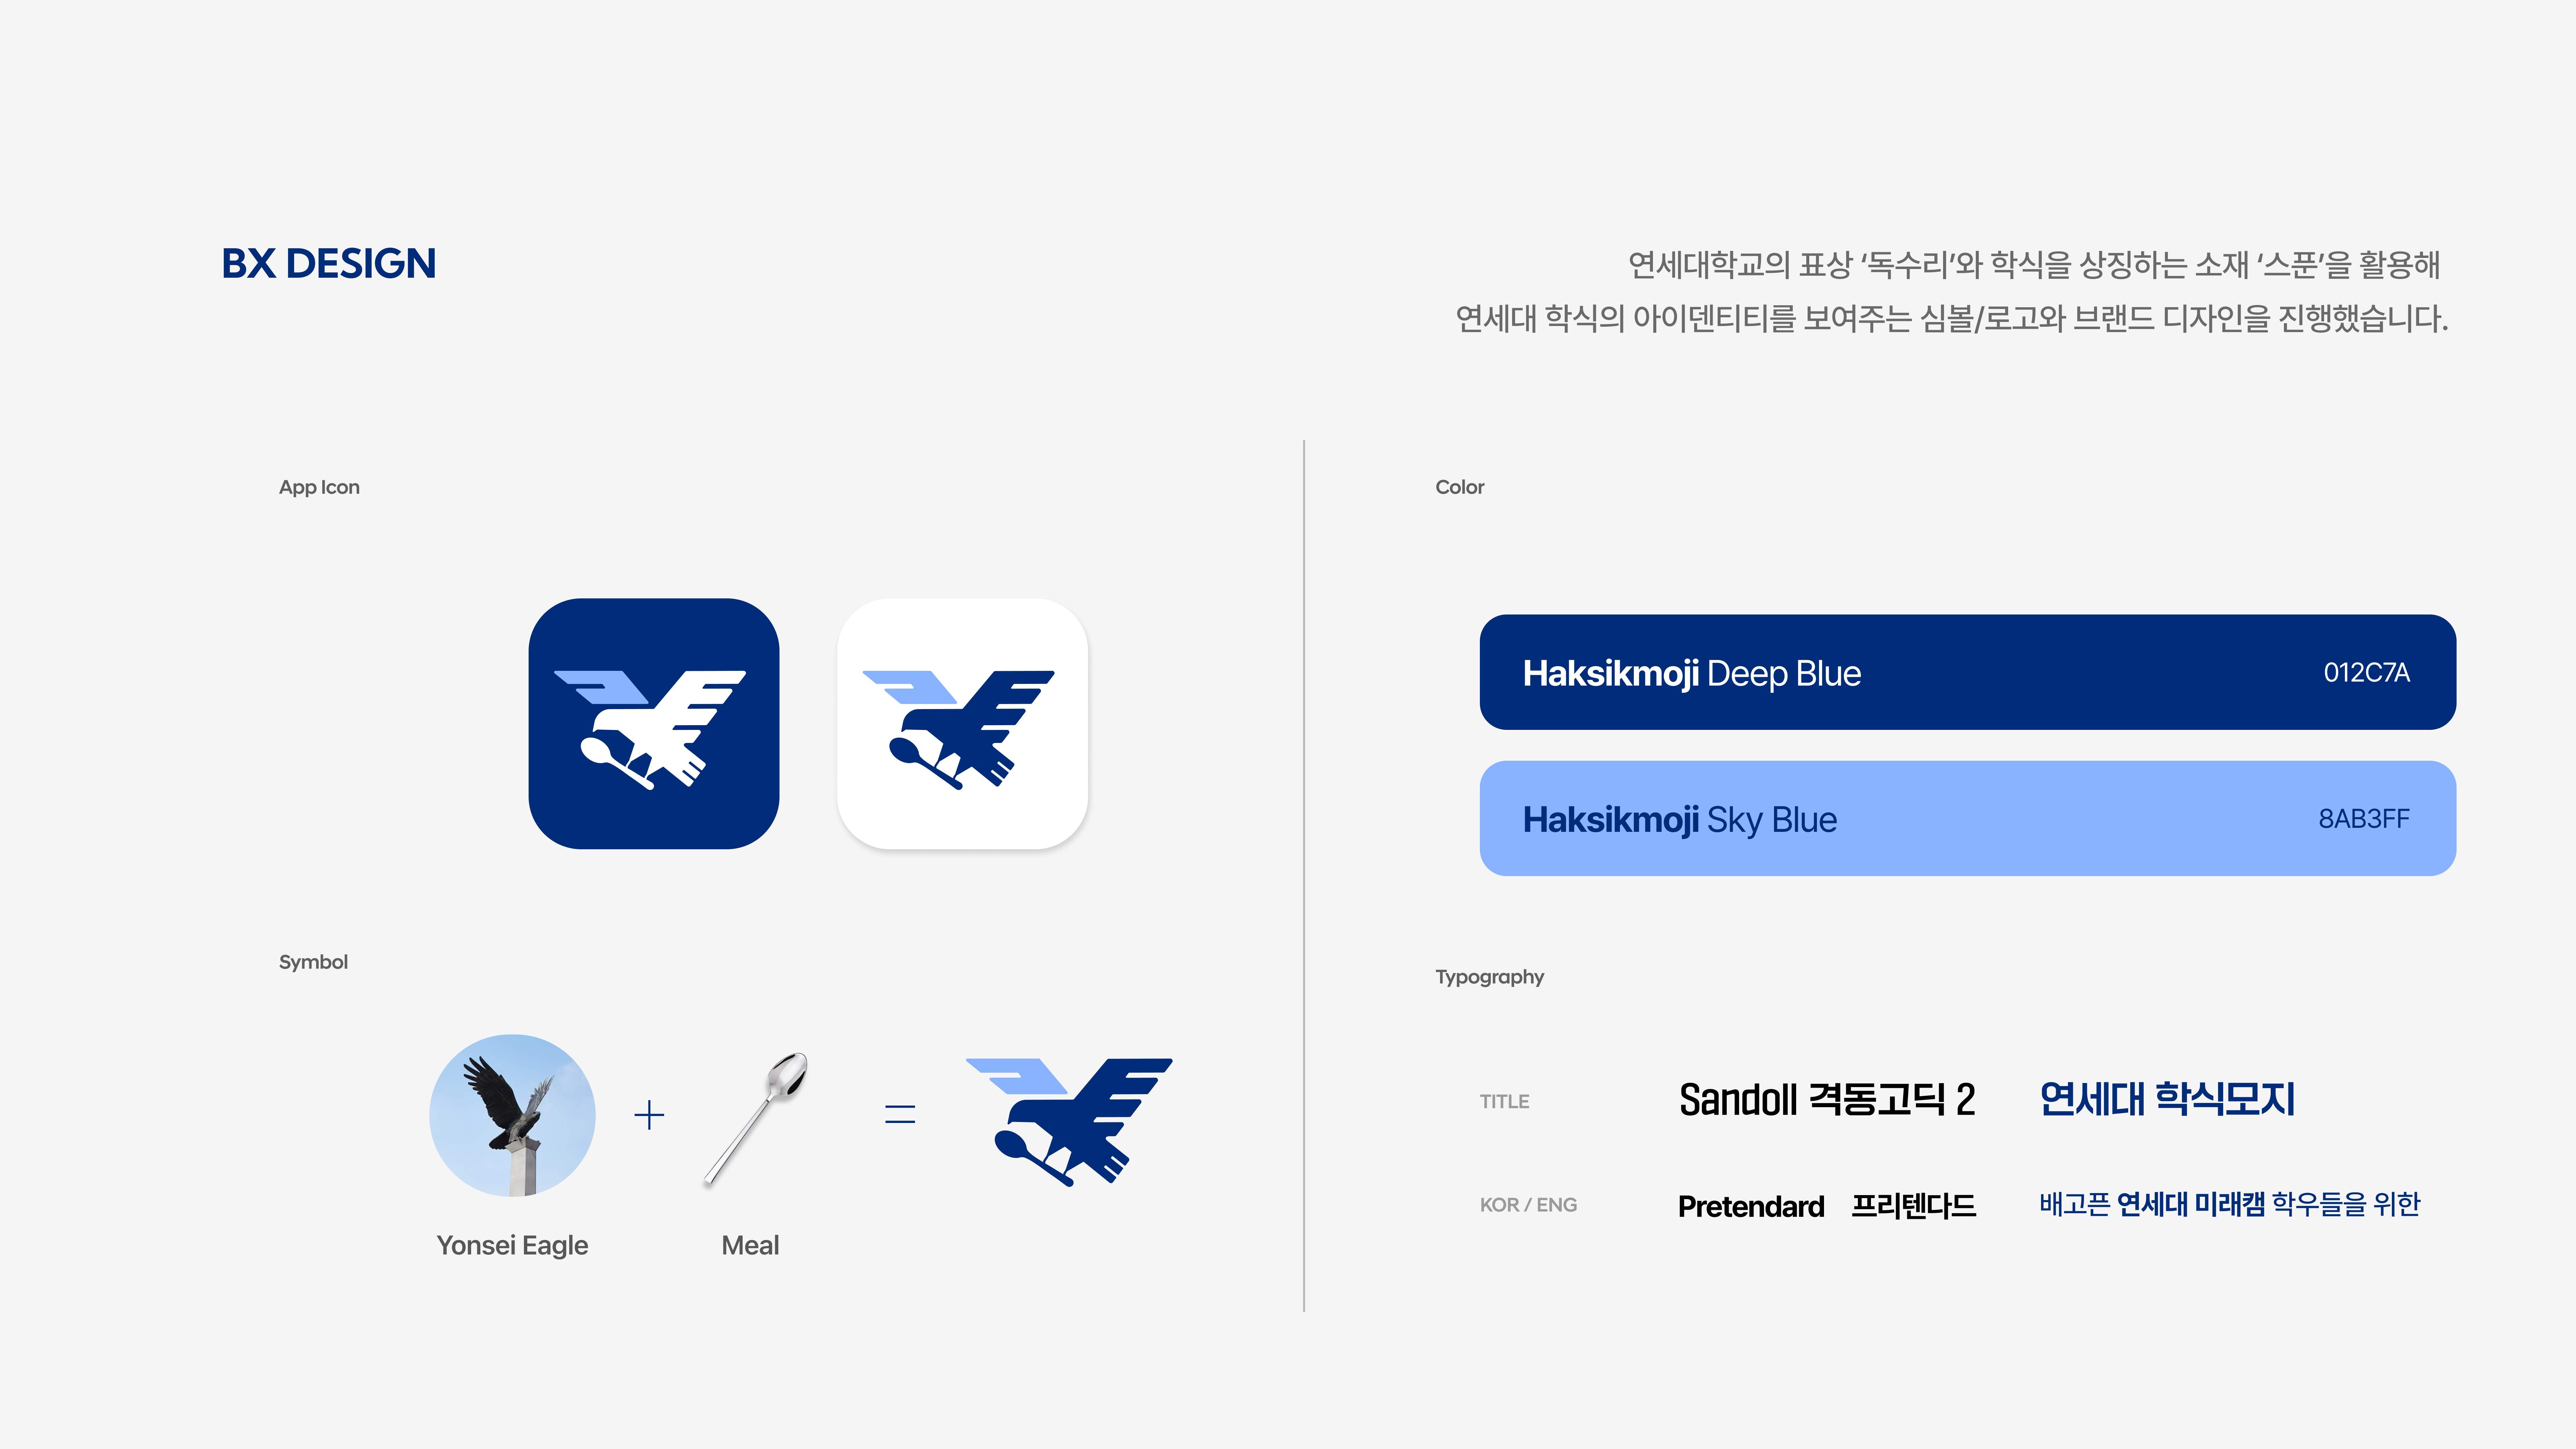 BX DESIGN
연세대학교의 표상 ‘독수리’와 학식을 상징하는 소재 ‘스푼’을 활용해
연세대 학식의 아이덴티티를 보여주는 심볼/로고와 브랜드 디자인을 진행했습니다.
App Icon
Symbol
Yonsei Eagle
+
Meal
=
Color
Haksikmoji Deep Blue 012C7A
Haksikmoji Sky Blue 8AB3FF
Typography
TITLE Sandoll 격동고딕 2 연세대 학식모지
KOR / ENG Pretendard 프리텐다드 배고픈 연세대 미래캠 학우들을 위한